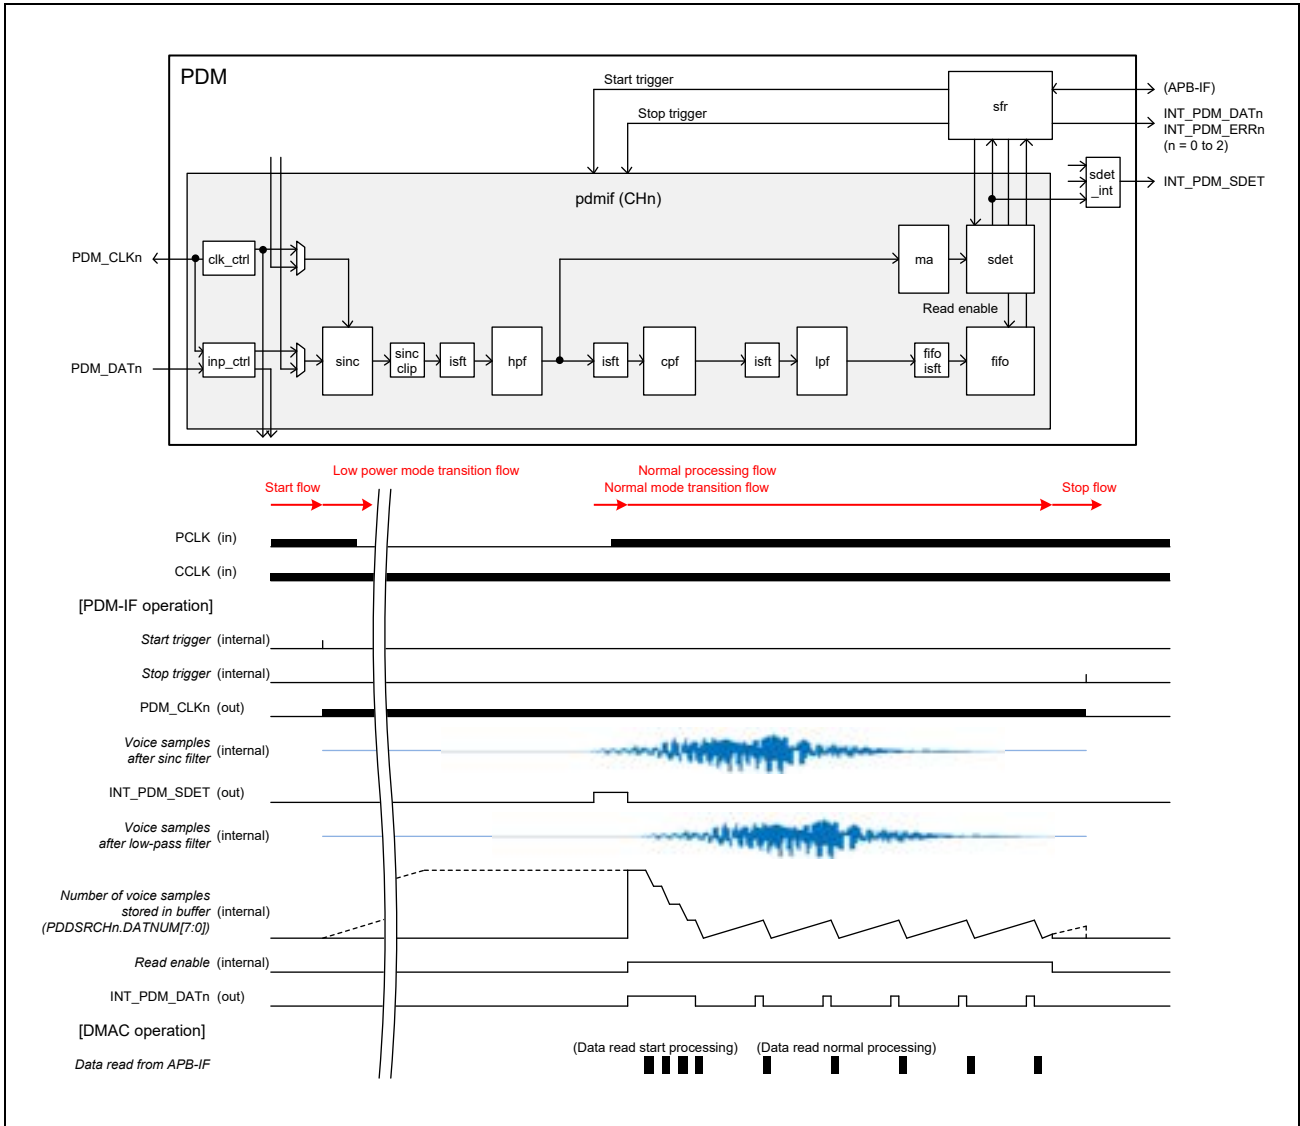 PDM
Start trigger
Stop trigger
sfr
(APB-IF)
INT_PDM_DATn
INT_PDM_ERRn
(n = 0 to 2)
sdet
_int
INT_PDM_SDET
pdmif (CHn)
PDM_CLKn
clk_ctrl
ma
sdet
Read enable
PDM_DATn
inp_ctrl
sinc
sinc
clip
isft
hpf
isft
cpf
isft
lpf
fifo
isft
fifo
Low power mode transition flow
Normal processing flow
Start flow
Normal mode transition flow
Stop flow
PCLK (in)
CCLK (in)
[PDM-IF operation]
Start trigger (internal)
Stop trigger (internal)
PDM_CLKn (out)
Voice samples
after sinc filter (internal)
INT_PDM_SDET (out)
Voice samples
after low-pass filter (internal)
Number of voice samples
stored in buffer (internal)
(PDDSRCHn.DATNUM[7:0])
Read enable (internal)
INT_PDM_DATn (out)
[DMAC operation]
(Data read start processing) (Data read normal processing)
Data read from APB-IF